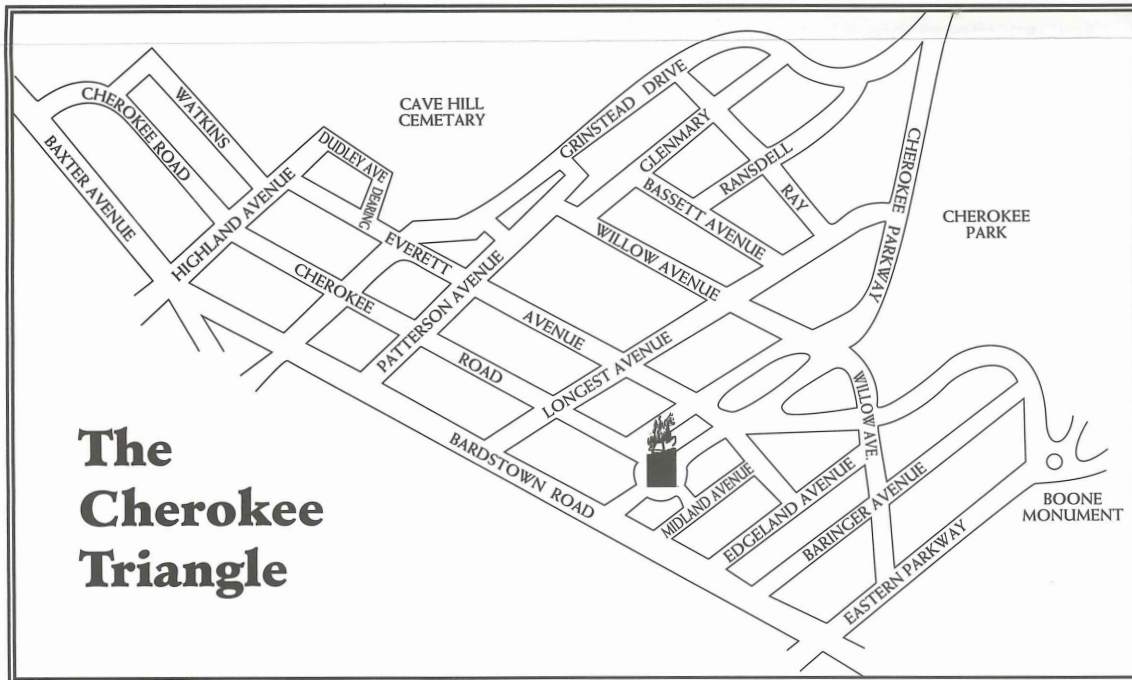 CAVE HILL
CEMETARY
CHEROKEE ROAD
WATKINS
BAXTER AVENUE
HIGHLAND AVENUE
DUDLEY AVE
DEARING
EVERETT
AVENUE
CHEROKEE
ROAD
PATTERSON AVENUE
GRINSTEAD DRIVE
GLENMARY
RANSDELL
BASSETT AVENUE
RAY
WILLOW AVENUE
LONGEST AVENUE
CHEROKEE PARKWAY
CHEROKEE
PARK
BARDSTOWN ROAD
MIDLAND AVENUE
EDGELAND AVENUE
WILLOW AVE.
BARINGER AVENUE
EASTERN PARKWAY
BOONE
MONUMENT
The
Cherokee
Triangle